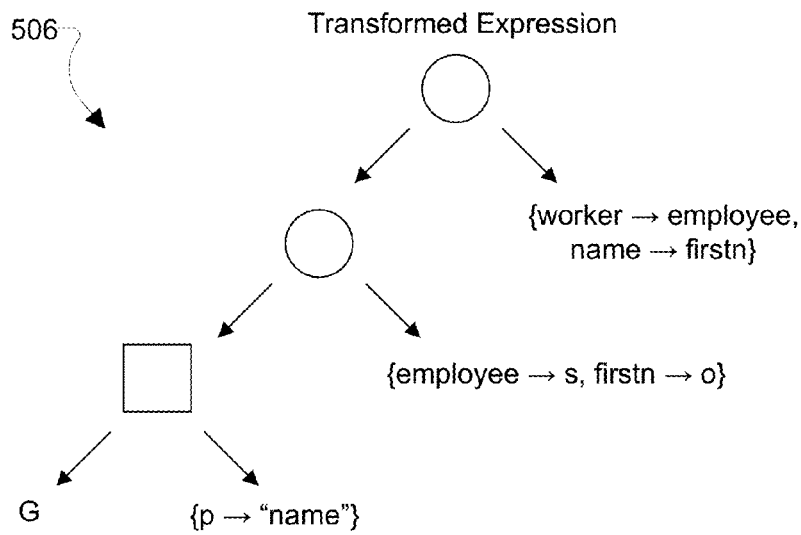 506
Transformed Expression
{worker → employee,
name → firstn}
{employee → s, firstn → o}
G
{p → “name”}